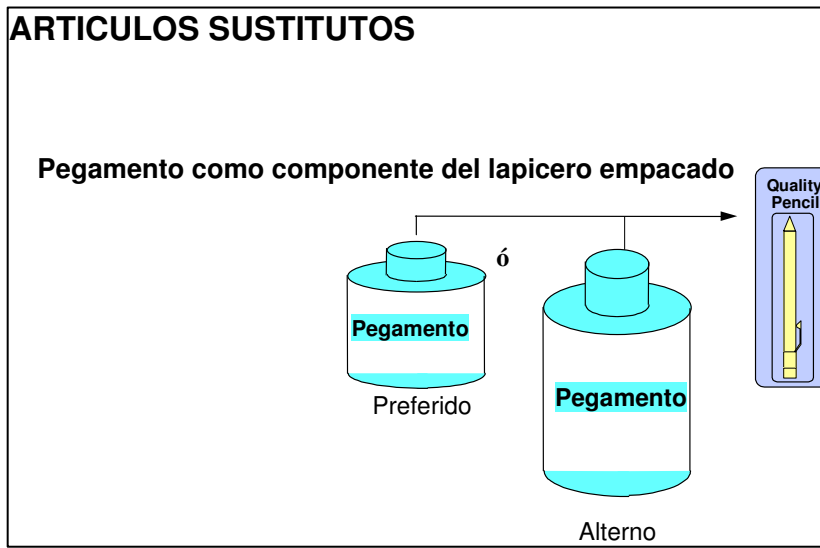 ARTICULOS SUSTITUTOS
Pegamento como componente del lapicero empacado
Quality
Pencil
ó
Pegamento
Preferido
Pegamento
Alterno